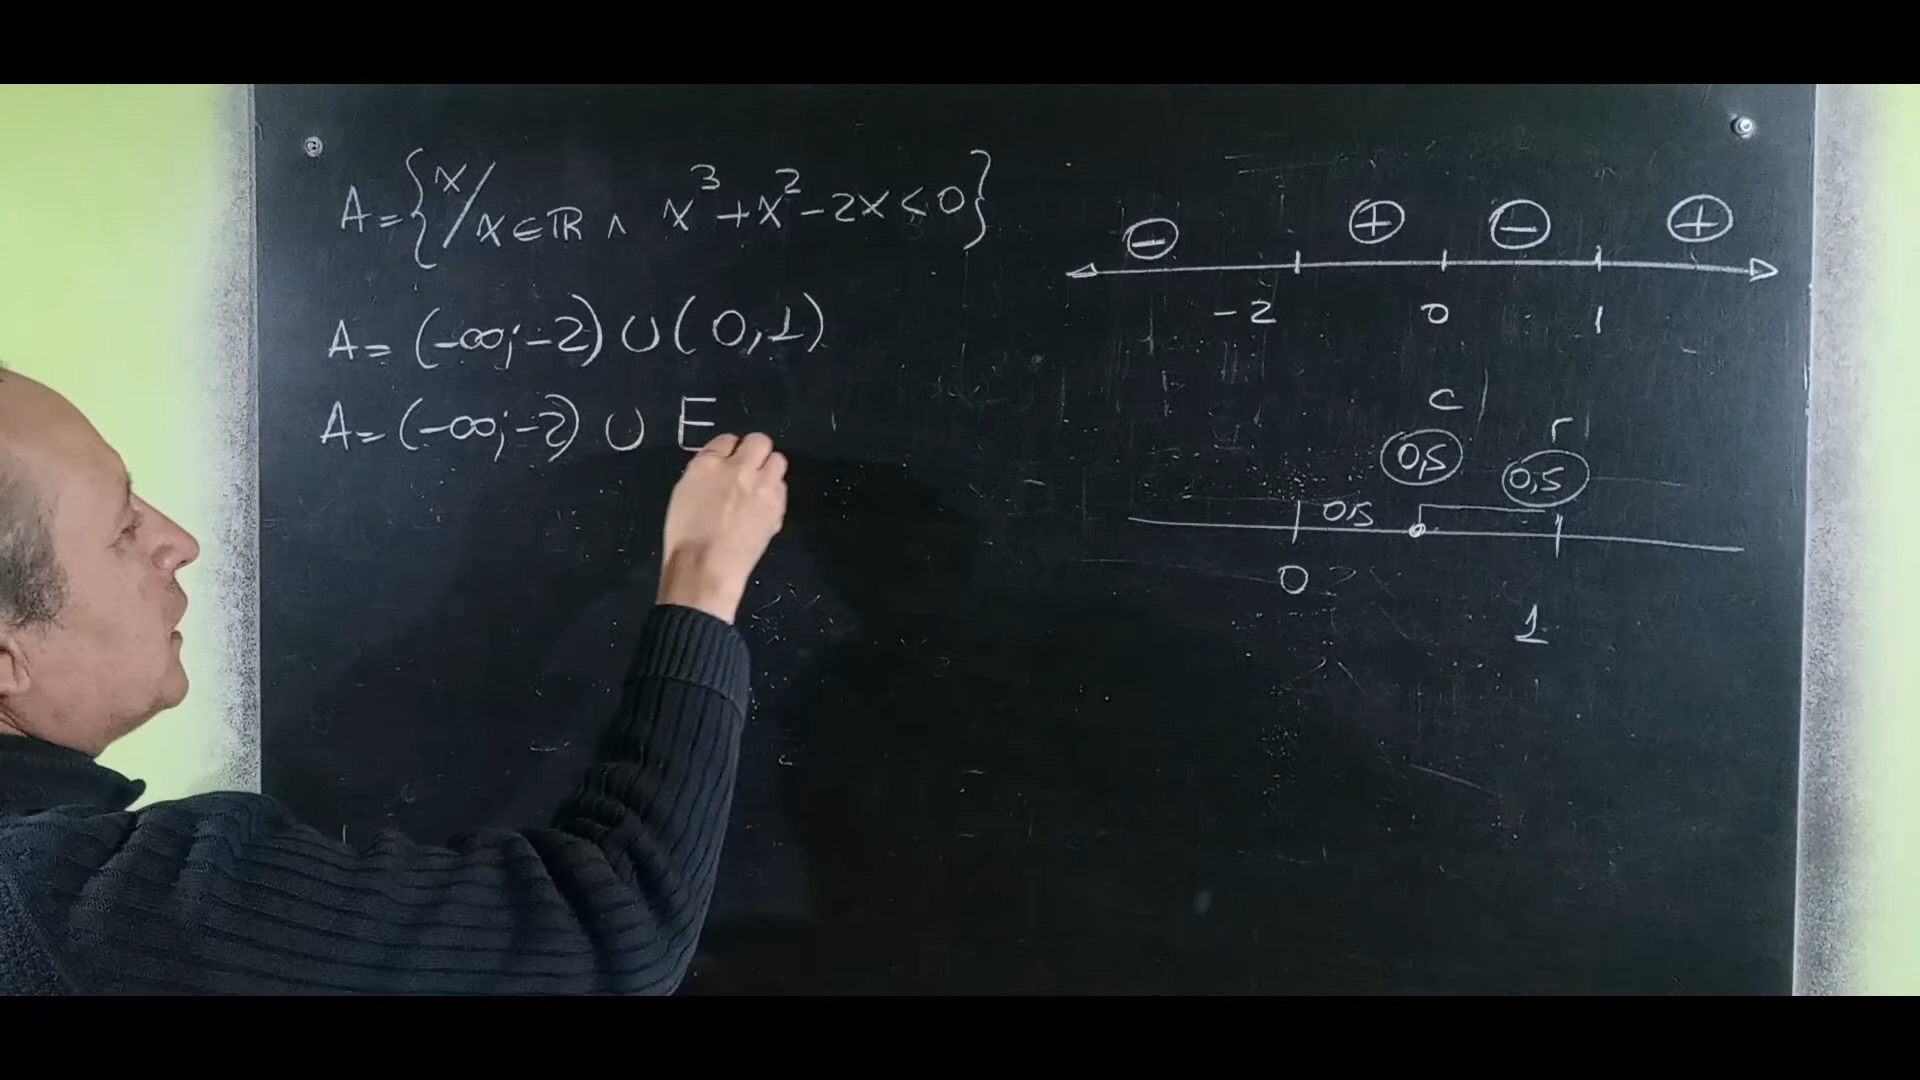 A={x/x∈ℝ ∧ x³+x²-2x<0}
A=(-∞;-2)∪(0,1)
A=(-∞;-2)∪E
- + - +
-2 0 1
c r
0,5 0,5
0,5
0 1